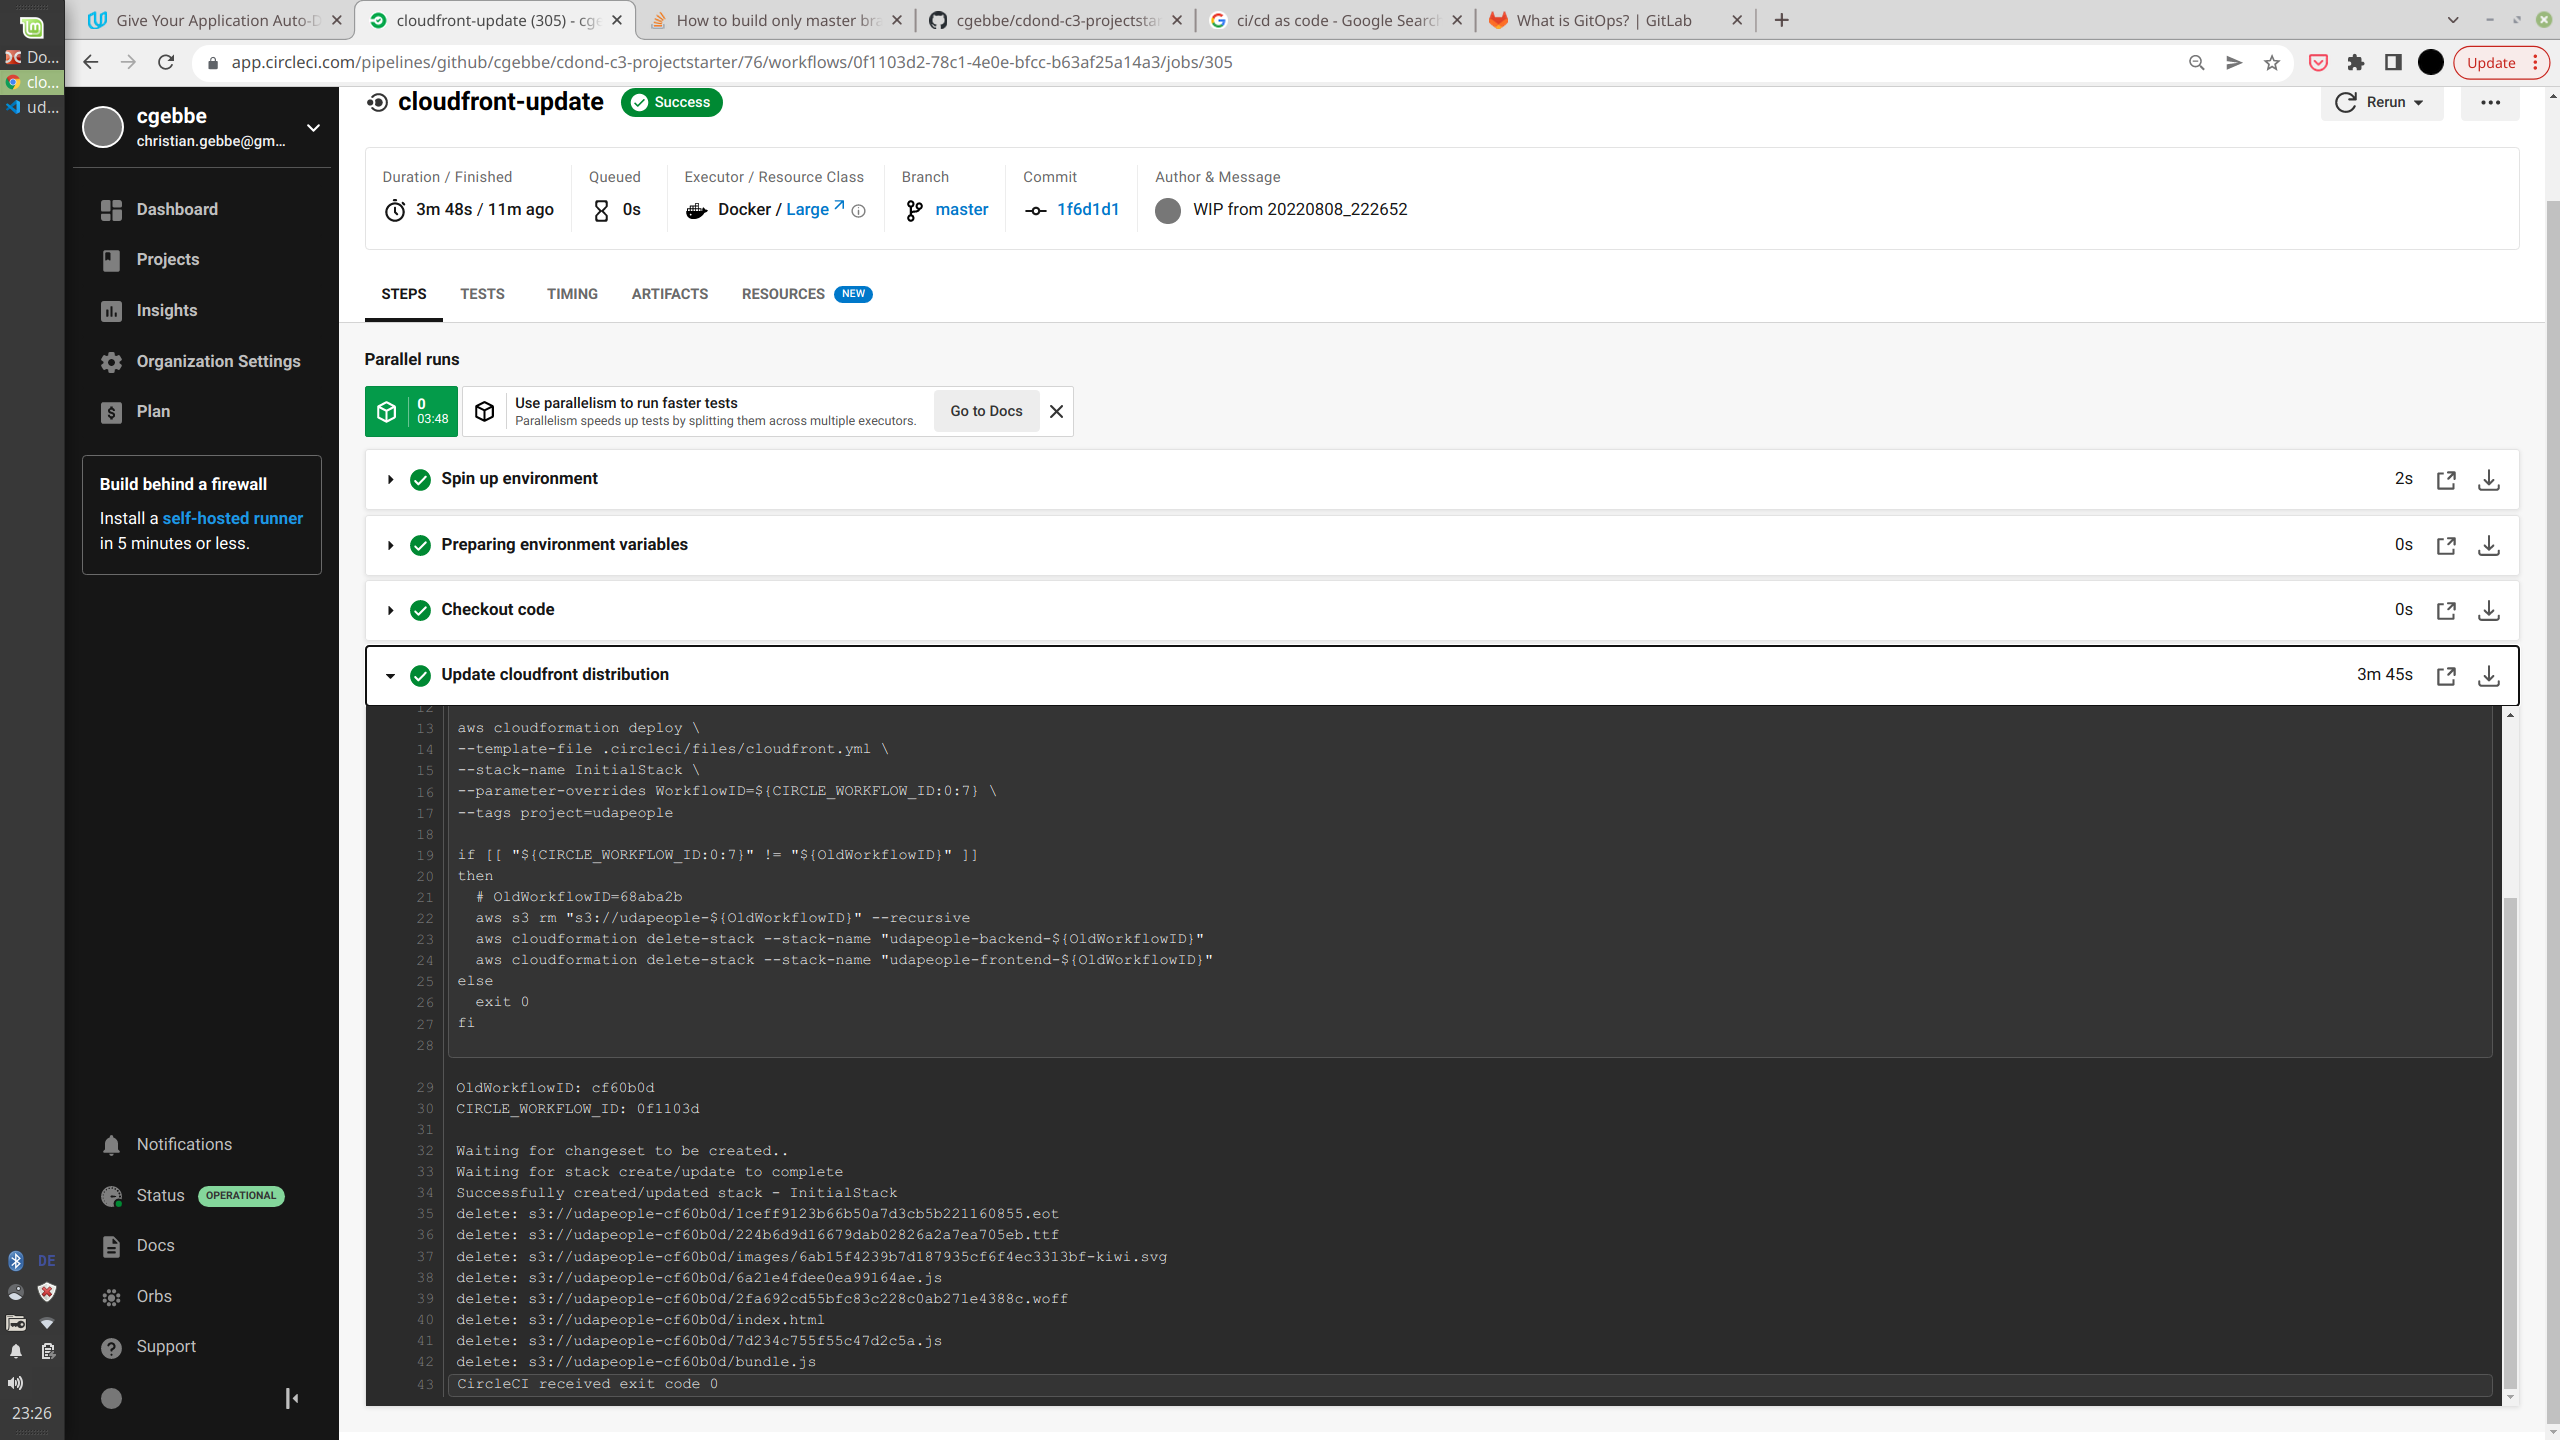 Give Your Application Auto-D
cloudfront-update (305) - cge
How to build only master bra
cgebbe/cdond-c3-projectstar
ci/cd as code - Google Search
What is GitOps? | GitLab
Do...
clo...
ud...
app.circleci.com/pipelines/github/cgebbe/cdond-c3-projectstarter/76/workflows/0f1103d2-78c1-4e0e-bfcc-b63af25a14a3/jobs/305
Update
cgebbe
christian.gebbe@gm...
Dashboard
Projects
Insights
Organization Settings
Plan
Build behind a firewall
Install a self-hosted runner
in 5 minutes or less.
Notifications
Status OPERATIONAL
Docs
Orbs
Support
DE
23:26
cloudfront-update Success
Rerun
Duration / Finished
3m 48s / 11m ago
Queued
0s
Executor / Resource Class
Docker / Large
Branch
master
Commit
1f6d1d1
Author & Message
WIP from 20220808_222652
STEPS TESTS TIMING ARTIFACTS RESOURCES NEW
Parallel runs
0
03:48
Use parallelism to run faster tests
Parallelism speeds up tests by splitting them across multiple executors.
Go to Docs
Spin up environment 2s
Preparing environment variables 0s
Checkout code 0s
Update cloudfront distribution 3m 45s
12
13 aws cloudformation deploy \
14 --template-file .circleci/files/cloudfront.yml \
15 --stack-name InitialStack \
16 --parameter-overrides WorkflowID=${CIRCLE_WORKFLOW_ID:0:7} \
17 --tags project=udapeople
18
19 if [[ "${CIRCLE_WORKFLOW_ID:0:7}" != "${OldWorkflowID}" ]]
20 then
21 # OldWorkflowID=68aba2b
22 aws s3 rm "s3://udapeople-${OldWorkflowID}" --recursive
23 aws cloudformation delete-stack --stack-name "udapeople-backend-${OldWorkflowID}"
24 aws cloudformation delete-stack --stack-name "udapeople-frontend-${OldWorkflowID}"
25 else
26 exit 0
27 fi
28
29 OldWorkflowID: cf60b0d
30 CIRCLE_WORKFLOW_ID: 0f1103d
31
32 Waiting for changeset to be created..
33 Waiting for stack create/update to complete
34 Successfully created/updated stack - InitialStack
35 delete: s3://udapeople-cf60b0d/1ceff9123b66b50a7d3cb5b221160855.eot
36 delete: s3://udapeople-cf60b0d/224b6d9d16679dab02826a2a7ea705eb.ttf
37 delete: s3://udapeople-cf60b0d/images/6ab15f4239b7d187935cf6f4ec3313bf-kiwi.svg
38 delete: s3://udapeople-cf60b0d/6a21e4fdee0ea99164ae.js
39 delete: s3://udapeople-cf60b0d/2fa692cd55bfc83c228c0ab271e4388c.woff
40 delete: s3://udapeople-cf60b0d/index.html
41 delete: s3://udapeople-cf60b0d/7d234c755f55c47d2c5a.js
42 delete: s3://udapeople-cf60b0d/bundle.js
43 CircleCI received exit code 0